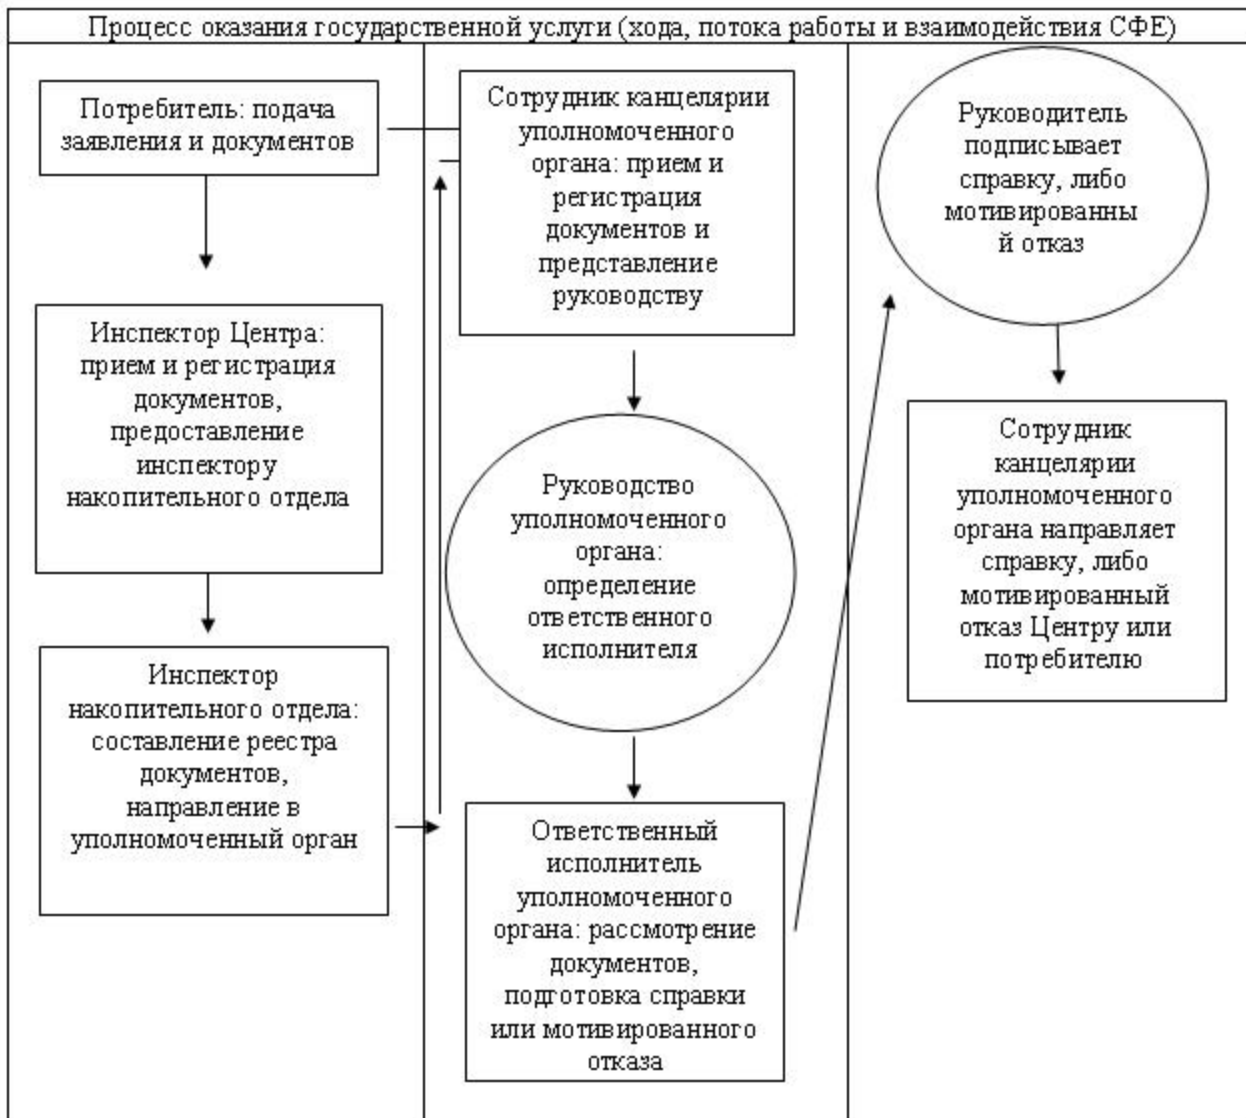 Процесс оказания государственной услуги (хода, потока работы и взаимодействия СФЕ)
Потребитель: подача
заявления и документов
Инспектор Центра:
прием и регистрация
документов,
предоставление
инспектору
накопительного отдела
Инспектор
накопительного отдела:
составление реестра
документов,
направление в
уполномоченный орган
Сотрудник канцелярии
уполномоченного
органа: прием и
регистрация
документов и
представление
руководству
Руководство
уполномоченного
органа:
определение
ответственного
исполнителя
Ответственный
исполнитель
уполномоченного
органа: рассмотрение
документов,
подготовка справки
или мотивированного
отказа
Руководитель
подписывает
справку, либо
мотивированны
й отказ
Сотрудник
канцелярии
уполномоченного
органа направляет
справку, либо
мотивированный
отказ Центру или
потребителю